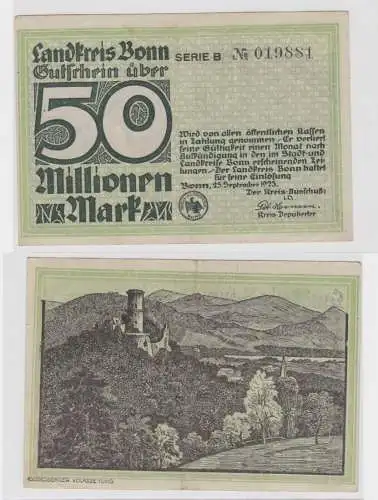 Landkreis Bonn
Gutschein über
SERIE B № 019884
50
Millionen
Mark
Wird von allen öffentlichen Kassen
in Zahlung genommen. Er verliert
seine Gültigkeit einen Monat nach
Aufkündigung in den im Stadt- und
Landkreise Bonn erscheinenden Zei-
tungen. Der Landkreis Bonn haftet
für seine Einlösung
Bonn, 25. September 1923.
Der Kreis-Ausschuß:
i.V.
Kreis-Deputierter